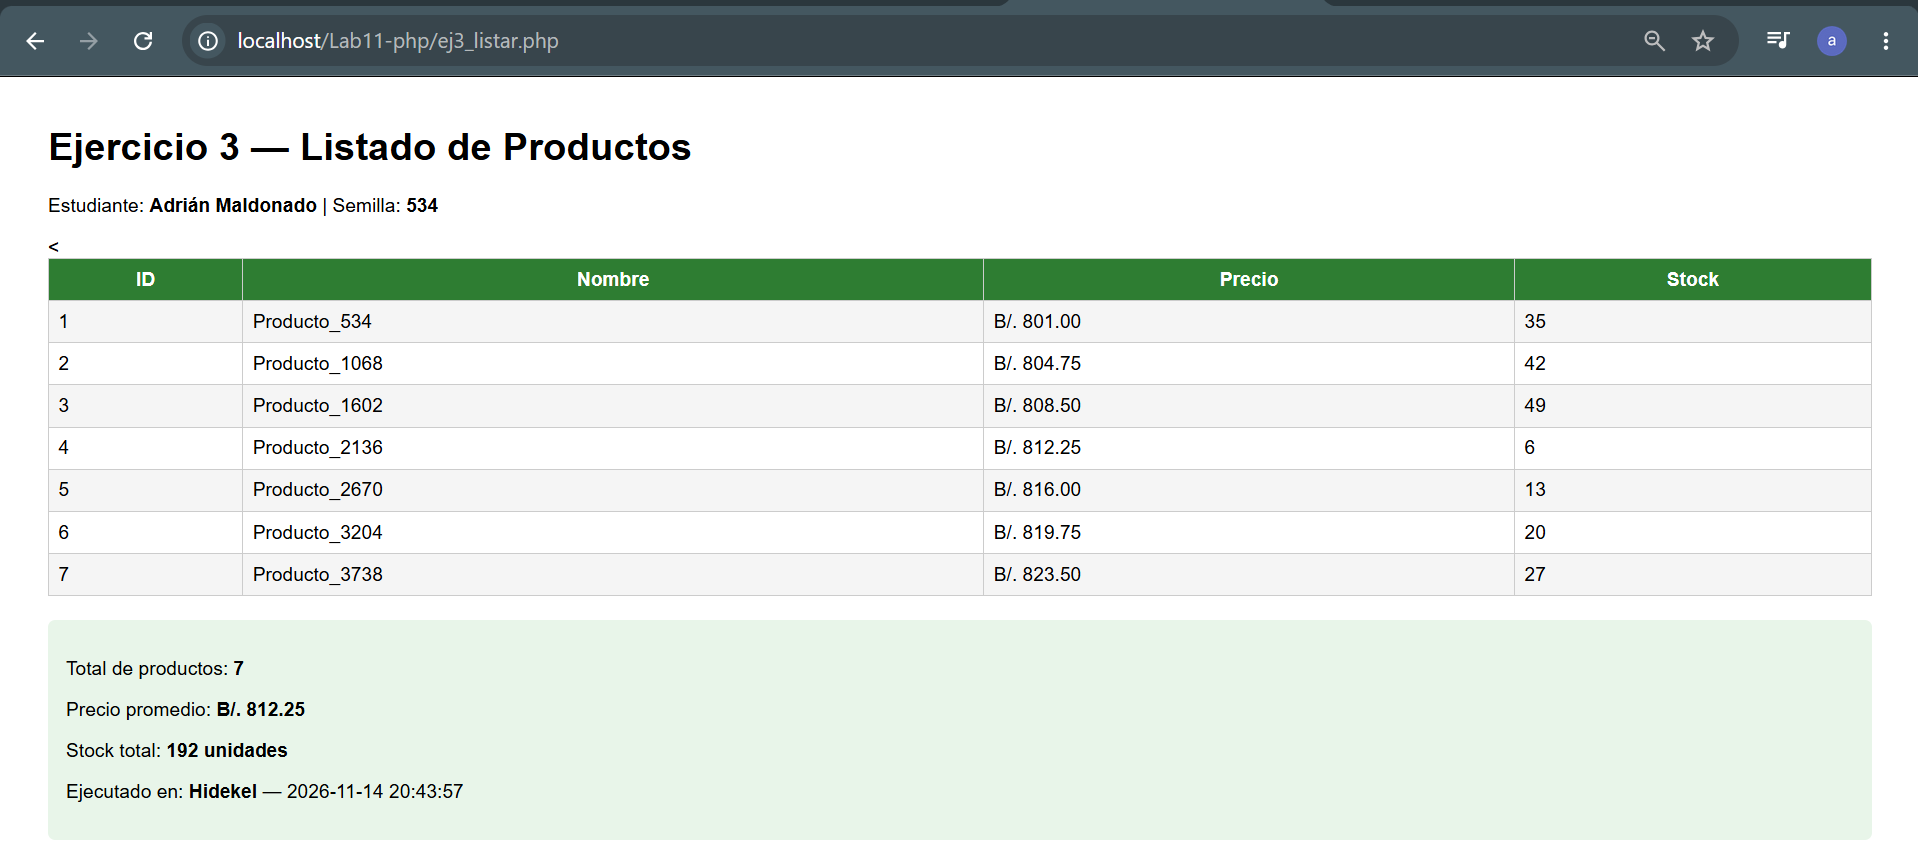 localhost/Lab11-php/ej3_listar.php
a
Ejercicio 3 — Listado de Productos
Estudiante: Adrián Maldonado | Semilla: 534
<
ID Nombre Precio Stock
1 Producto_534 B/. 801.00 35
2 Producto_1068 B/. 804.75 42
3 Producto_1602 B/. 808.50 49
4 Producto_2136 B/. 812.25 6
5 Producto_2670 B/. 816.00 13
6 Producto_3204 B/. 819.75 20
7 Producto_3738 B/. 823.50 27
Total de productos: 7
Precio promedio: B/. 812.25
Stock total: 192 unidades
Ejecutado en: Hidekel — 2026-11-14 20:43:57